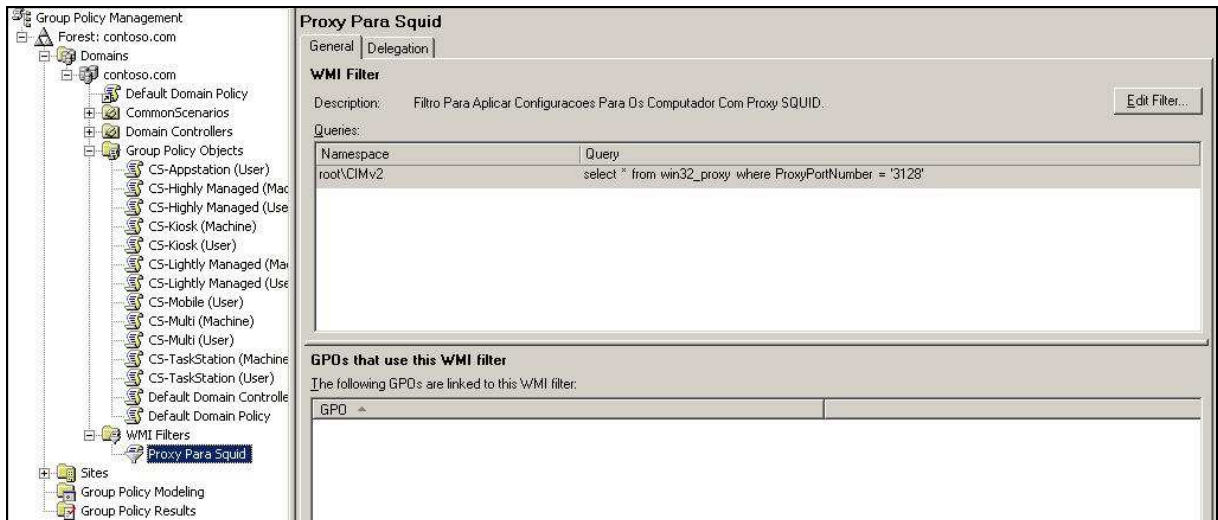 Group Policy Management
Forest: contoso.com
Domains
contoso.com
Default Domain Policy
CommonScenarios
Domain Controllers
Group Policy Objects
CS-Appstation (User)
CS-Highly Managed (Mac
CS-Highly Managed (Use
CS-Kiosk (Machine)
CS-Kiosk (User)
CS-Lightly Managed (Ma
CS-Lightly Managed (Use
CS-Mobile (User)
CS-Multi (Machine)
CS-Multi (User)
CS-TaskStation (Machine
CS-TaskStation (User)
Default Domain Controlle
Default Domain Policy
WMI Filters
Proxy Para Squid
Sites
Group Policy Modeling
Group Policy Results
Proxy Para Squid
General Delegation
WMI Filter
Description: Filtro Para Aplicar Configuracoes Para Os Computador Com Proxy SQUID. Edit Filter...
Queries:
Namespace Query
root\CIMv2 select * from win32_proxy where ProxyPortNumber = '3128'
GPOs that use this WMI filter
The following GPOs are linked to this WMI filter:
GPO